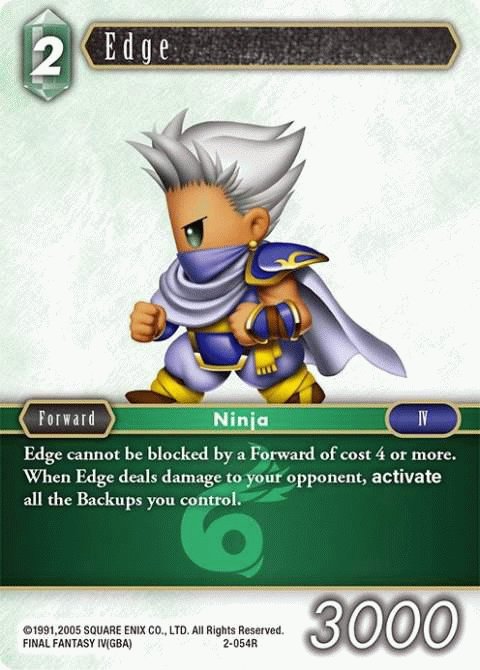 2
Edge
Forward
Ninja
IV
Edge cannot be blocked by a Forward of cost 4 or more.
When Edge deals damage to your opponent, activate
all the Backups you control.
©1991,2005 SQUARE ENIX CO., LTD. All Rights Reserved.
FINAL FANTASY IV(GBA)
2-054R
3000